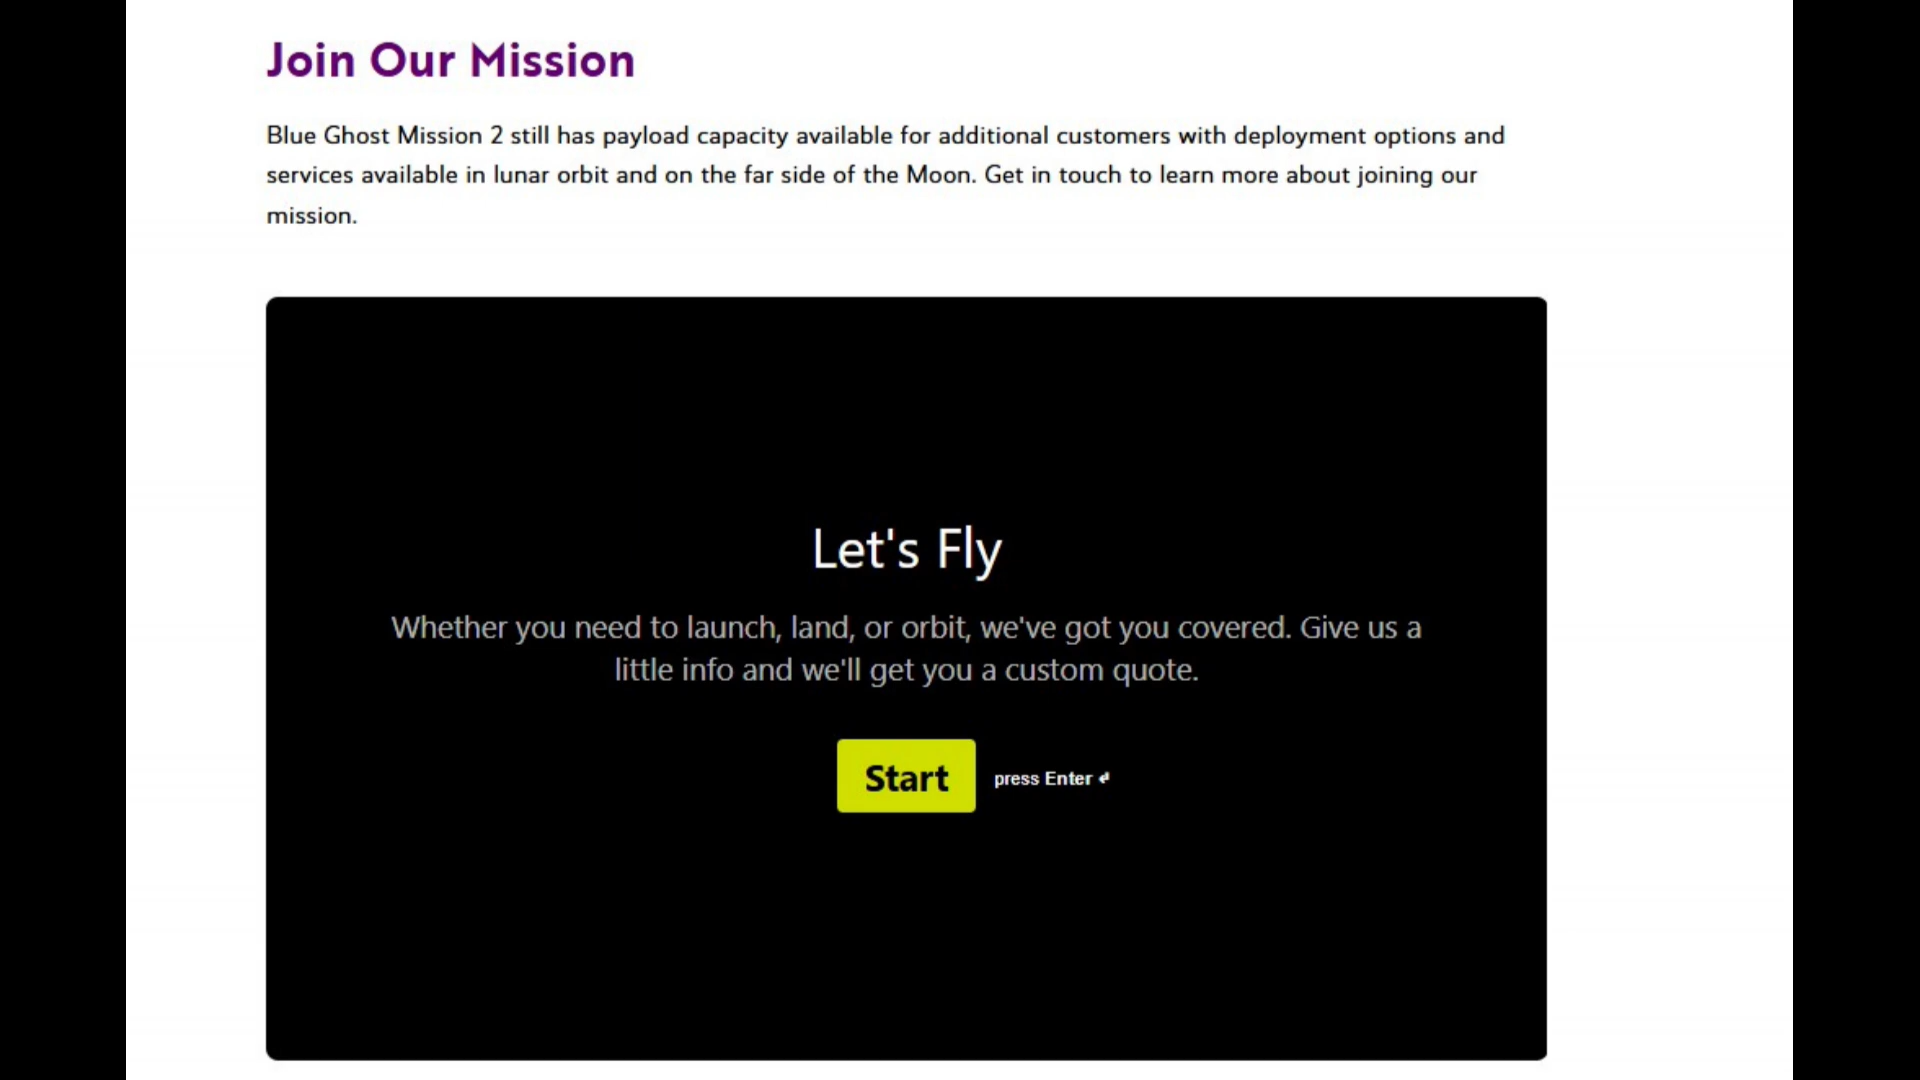 Join Our Mission
Blue Ghost Mission 2 still has payload capacity available for additional customers with deployment options and
services available in lunar orbit and on the far side of the Moon. Get in touch to learn more about joining our
mission.
Let's Fly
Whether you need to launch, land, or orbit, we've got you covered. Give us a
little info and we'll get you a custom quote.
Start press Enter ↵